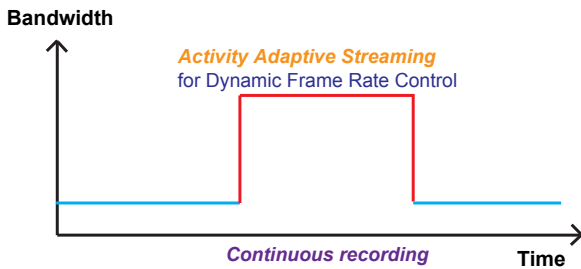 Bandwidth
Activity Adaptive Streaming
for Dynamic Frame Rate Control
Continuous recording
Time